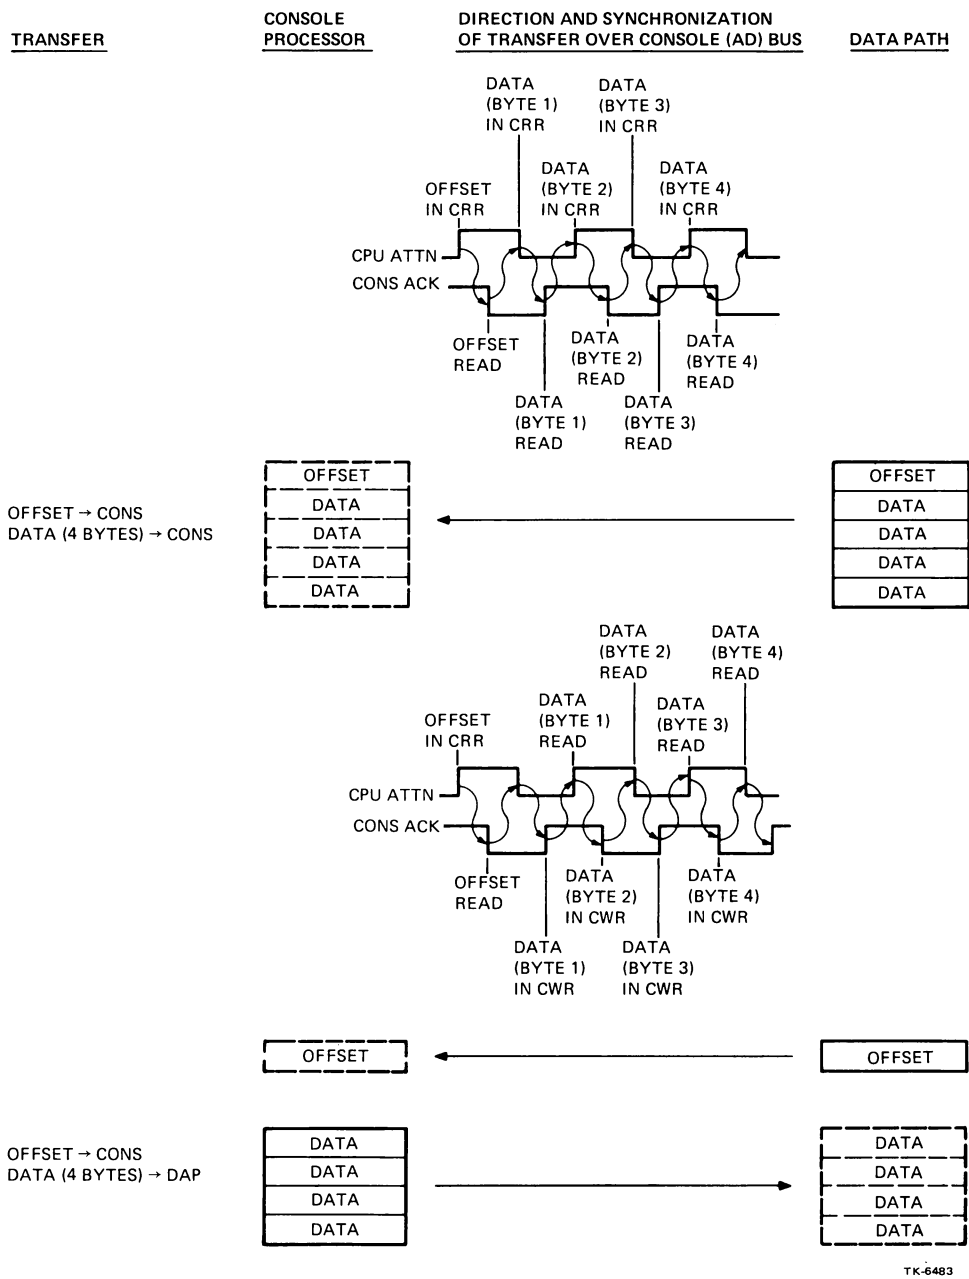 TRANSFER
CONSOLE
PROCESSOR
DIRECTION AND SYNCHRONIZATION
OF TRANSFER OVER CONSOLE (AD) BUS
DATA PATH
DATA
(BYTE 1)
IN CRR
DATA
(BYTE 3)
IN CRR
OFFSET
IN CRR
DATA
(BYTE 2)
IN CRR
DATA
(BYTE 4)
IN CRR
CPU ATTN
CONS ACK
OFFSET
READ
DATA
(BYTE 2)
READ
DATA
(BYTE 4)
READ
DATA
(BYTE 1)
READ
DATA
(BYTE 3)
READ
OFFSET → CONS
DATA (4 BYTES) → CONS
OFFSET
DATA
DATA
DATA
DATA
OFFSET
DATA
DATA
DATA
DATA
DATA
(BYTE 2)
READ
DATA
(BYTE 4)
READ
OFFSET
IN CRR
DATA
(BYTE 1)
READ
DATA
(BYTE 3)
READ
CPU ATTN
CONS ACK
OFFSET
READ
DATA
(BYTE 2)
IN CWR
DATA
(BYTE 4)
IN CWR
DATA
(BYTE 1)
IN CWR
DATA
(BYTE 3)
IN CWR
OFFSET
OFFSET
OFFSET → CONS
DATA (4 BYTES) → DAP
DATA
DATA
DATA
DATA
DATA
DATA
DATA
DATA
TK-6483